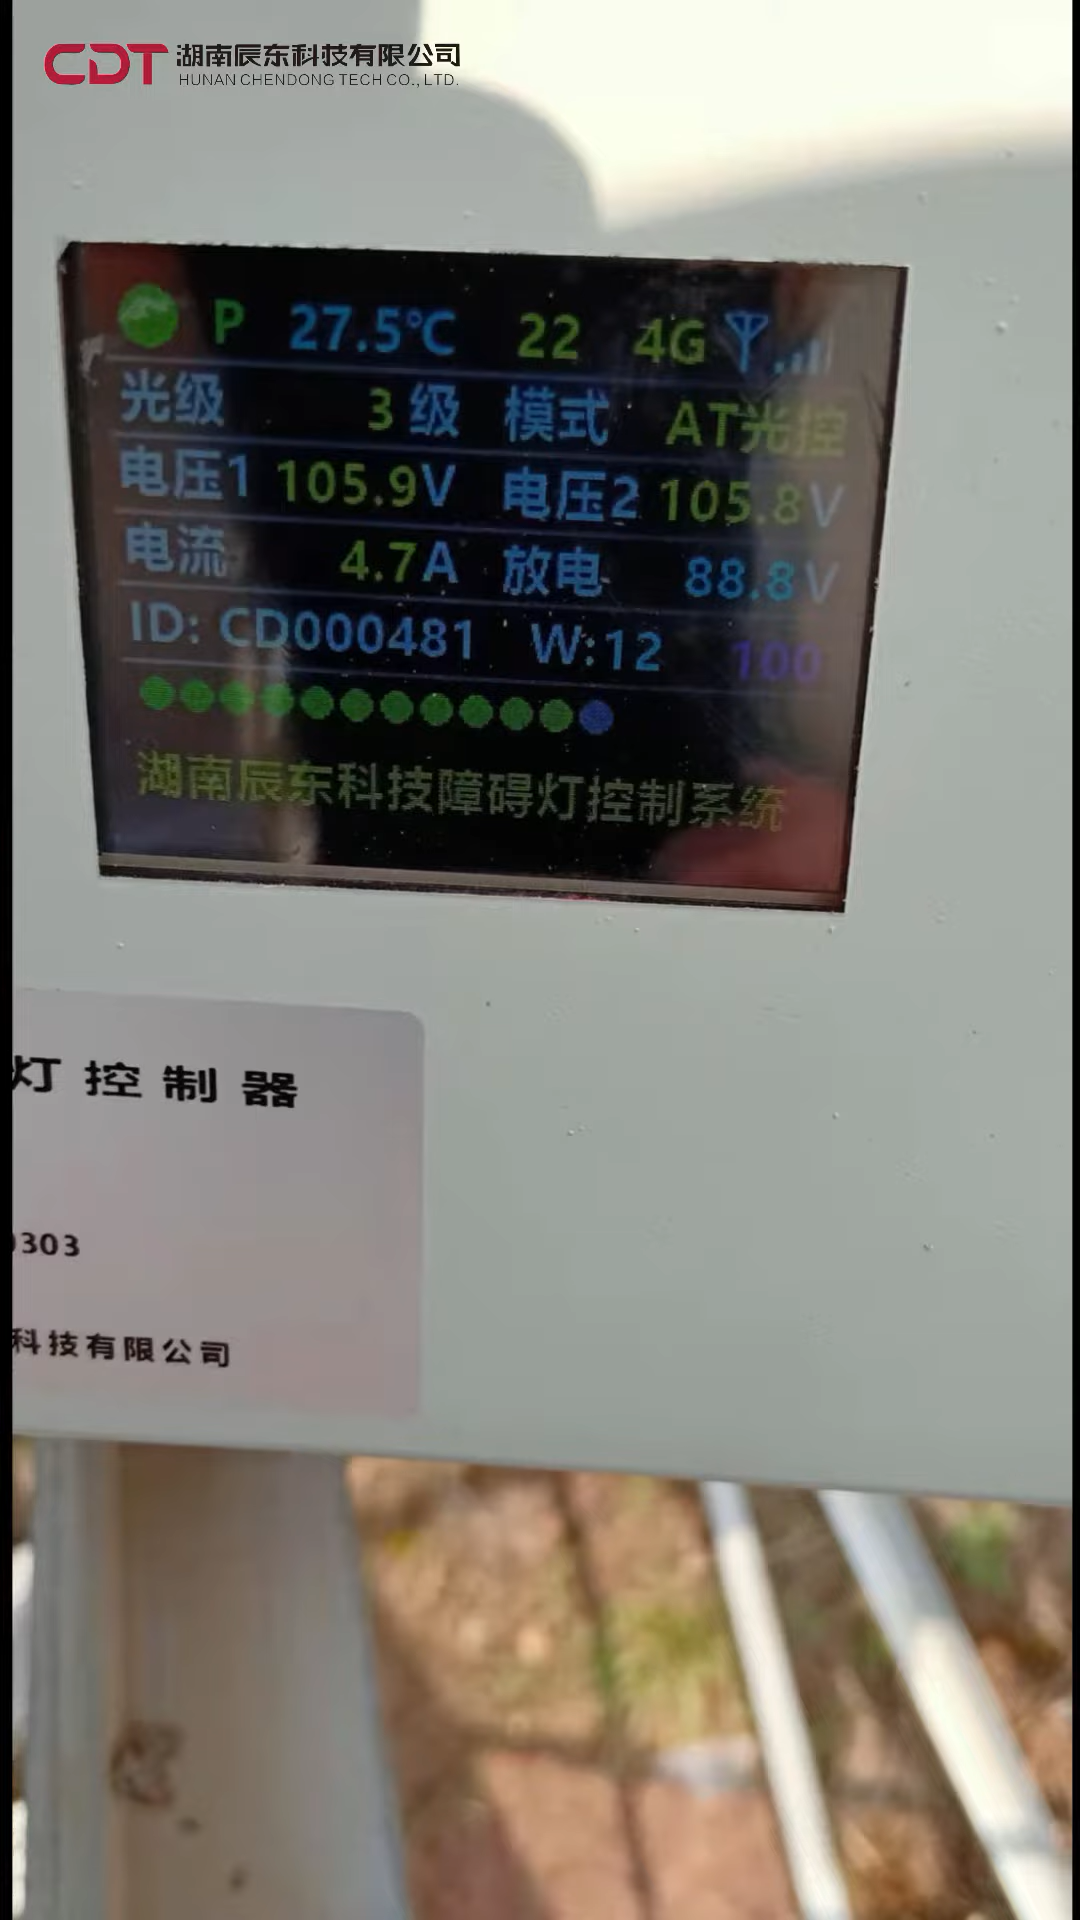 CDT 湖南辰东科技有限公司
HUNAN CHENDONG TECH CO.,LTD.
P 27.5℃ 22 4G
光级 3 级 模式 AT光控
电压1 105.9V 电压2 105.8V
电流 4.7A 放电 88.8V
ID: CD000481 W:12 100
湖南辰东科技障碍灯控制系统
灯控制器
0303
科技有限公司